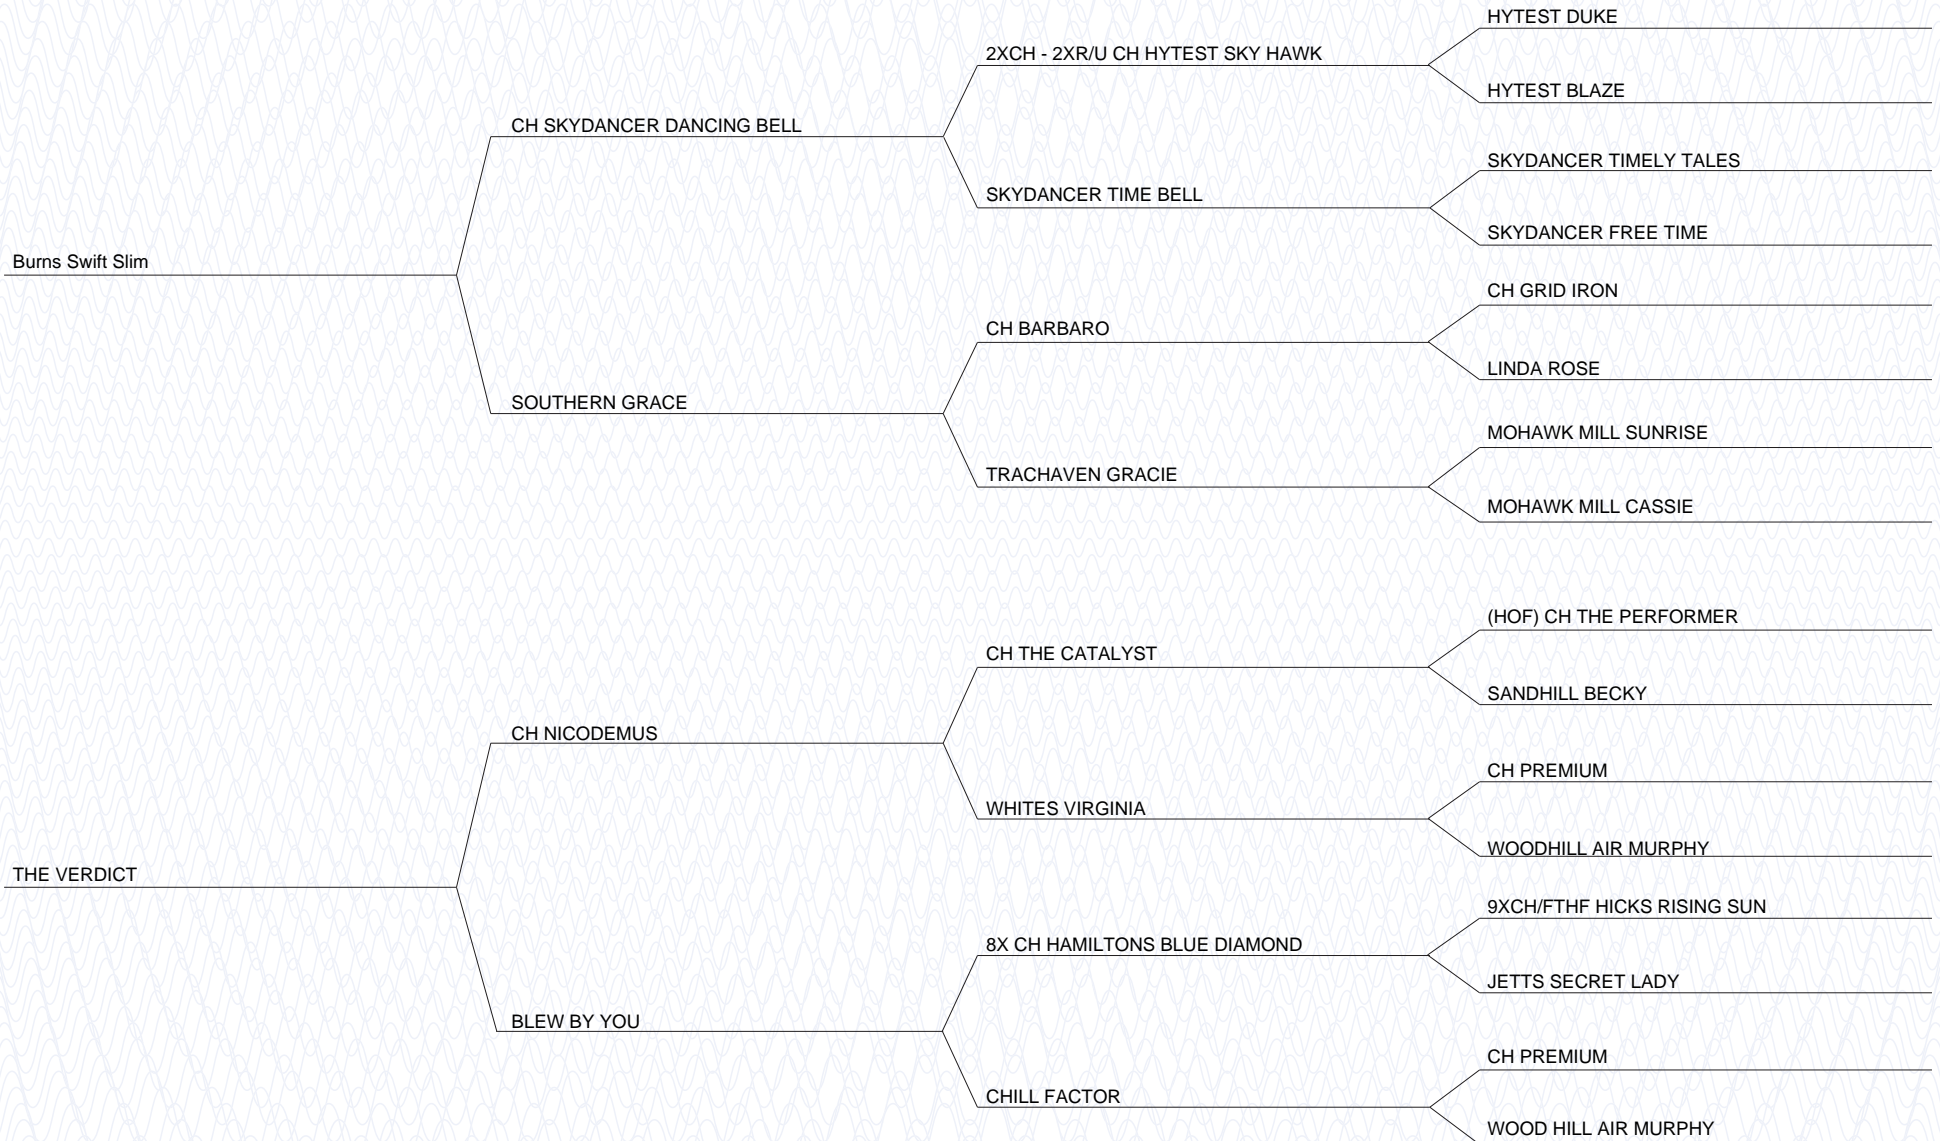 HYTEST DUKE
2XCH - 2XR/U CH HYTEST SKY HAWK
HYTEST BLAZE
CH SKYDANCER DANCING BELL
SKYDANCER TIMELY TALES
SKYDANCER TIME BELL
SKYDANCER FREE TIME
Burns Swift Slim
CH GRID IRON
CH BARBARO
LINDA ROSE
SOUTHERN GRACE
MOHAWK MILL SUNRISE
TRACHAVEN GRACIE
MOHAWK MILL CASSIE
(HOF) CH THE PERFORMER
CH THE CATALYST
SANDHILL BECKY
CH NICODEMUS
CH PREMIUM
WHITES VIRGINIA
WOODHILL AIR MURPHY
THE VERDICT
9XCH/FTHF HICKS RISING SUN
8X CH HAMILTONS BLUE DIAMOND
JETTS SECRET LADY
BLEW BY YOU
CH PREMIUM
CHILL FACTOR
WOOD HILL AIR MURPHY